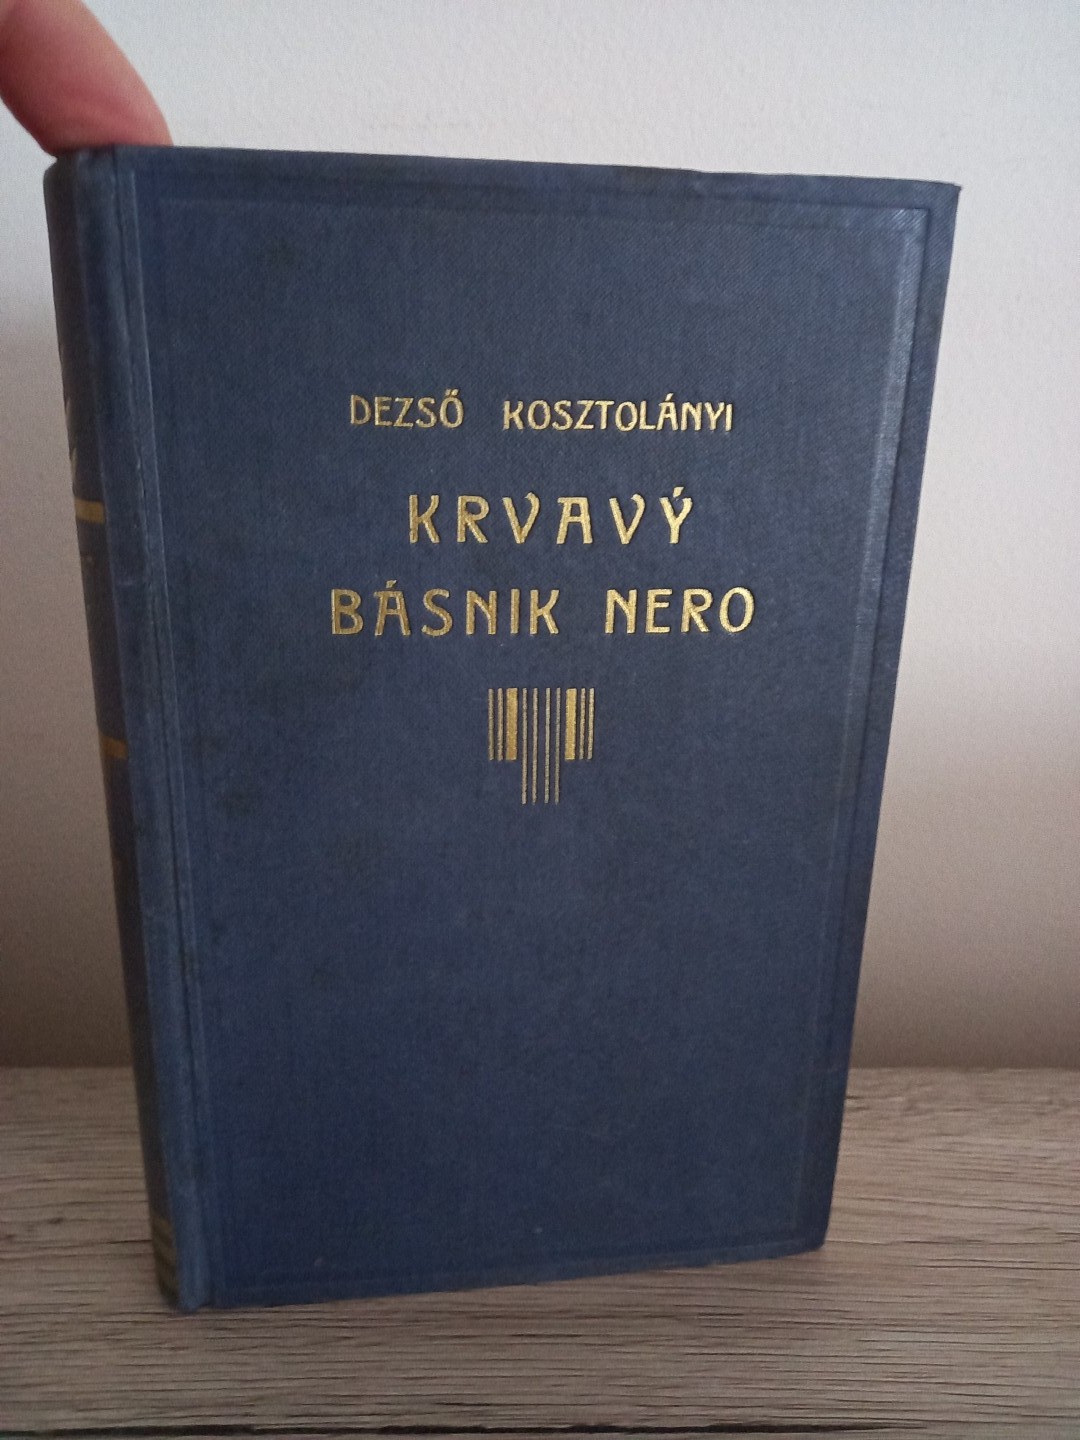 DEZSŐ KOSZTOLÁNYI
KRVAVÝ
BÁSNIK NERO